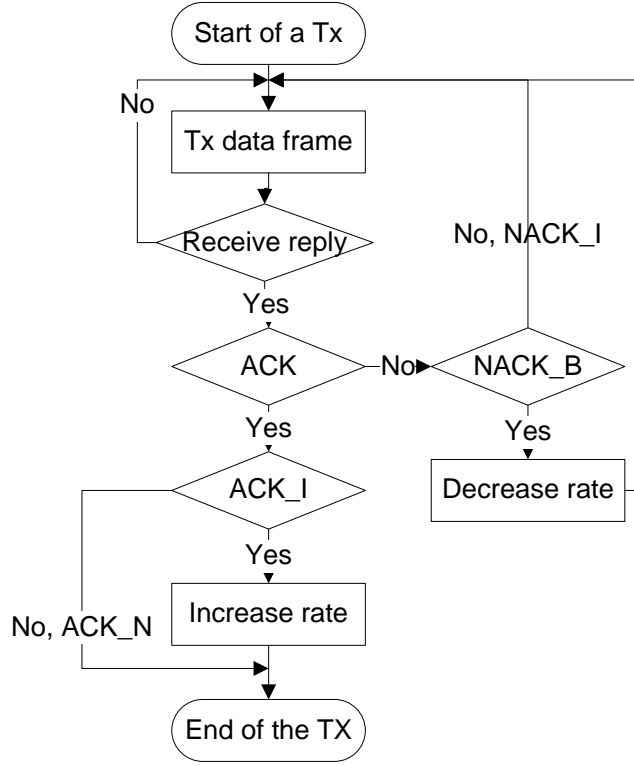 Start of a Tx
No
Tx data frame
Receive reply
No, NACK_I
Yes
ACK
No
NACK_B
Yes
Yes
ACK_I
Decrease rate
Yes
Increase rate
No, ACK_N
End of the TX